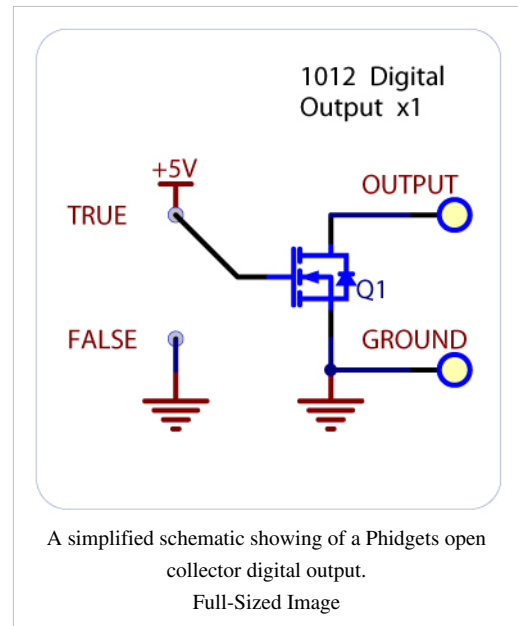 1012 Digital
Output x1
+5V
OUTPUT
TRUE
Q1
FALSE
GROUND
A simplified schematic showing of a Phidgets open
collector digital output.
Full-Sized Image